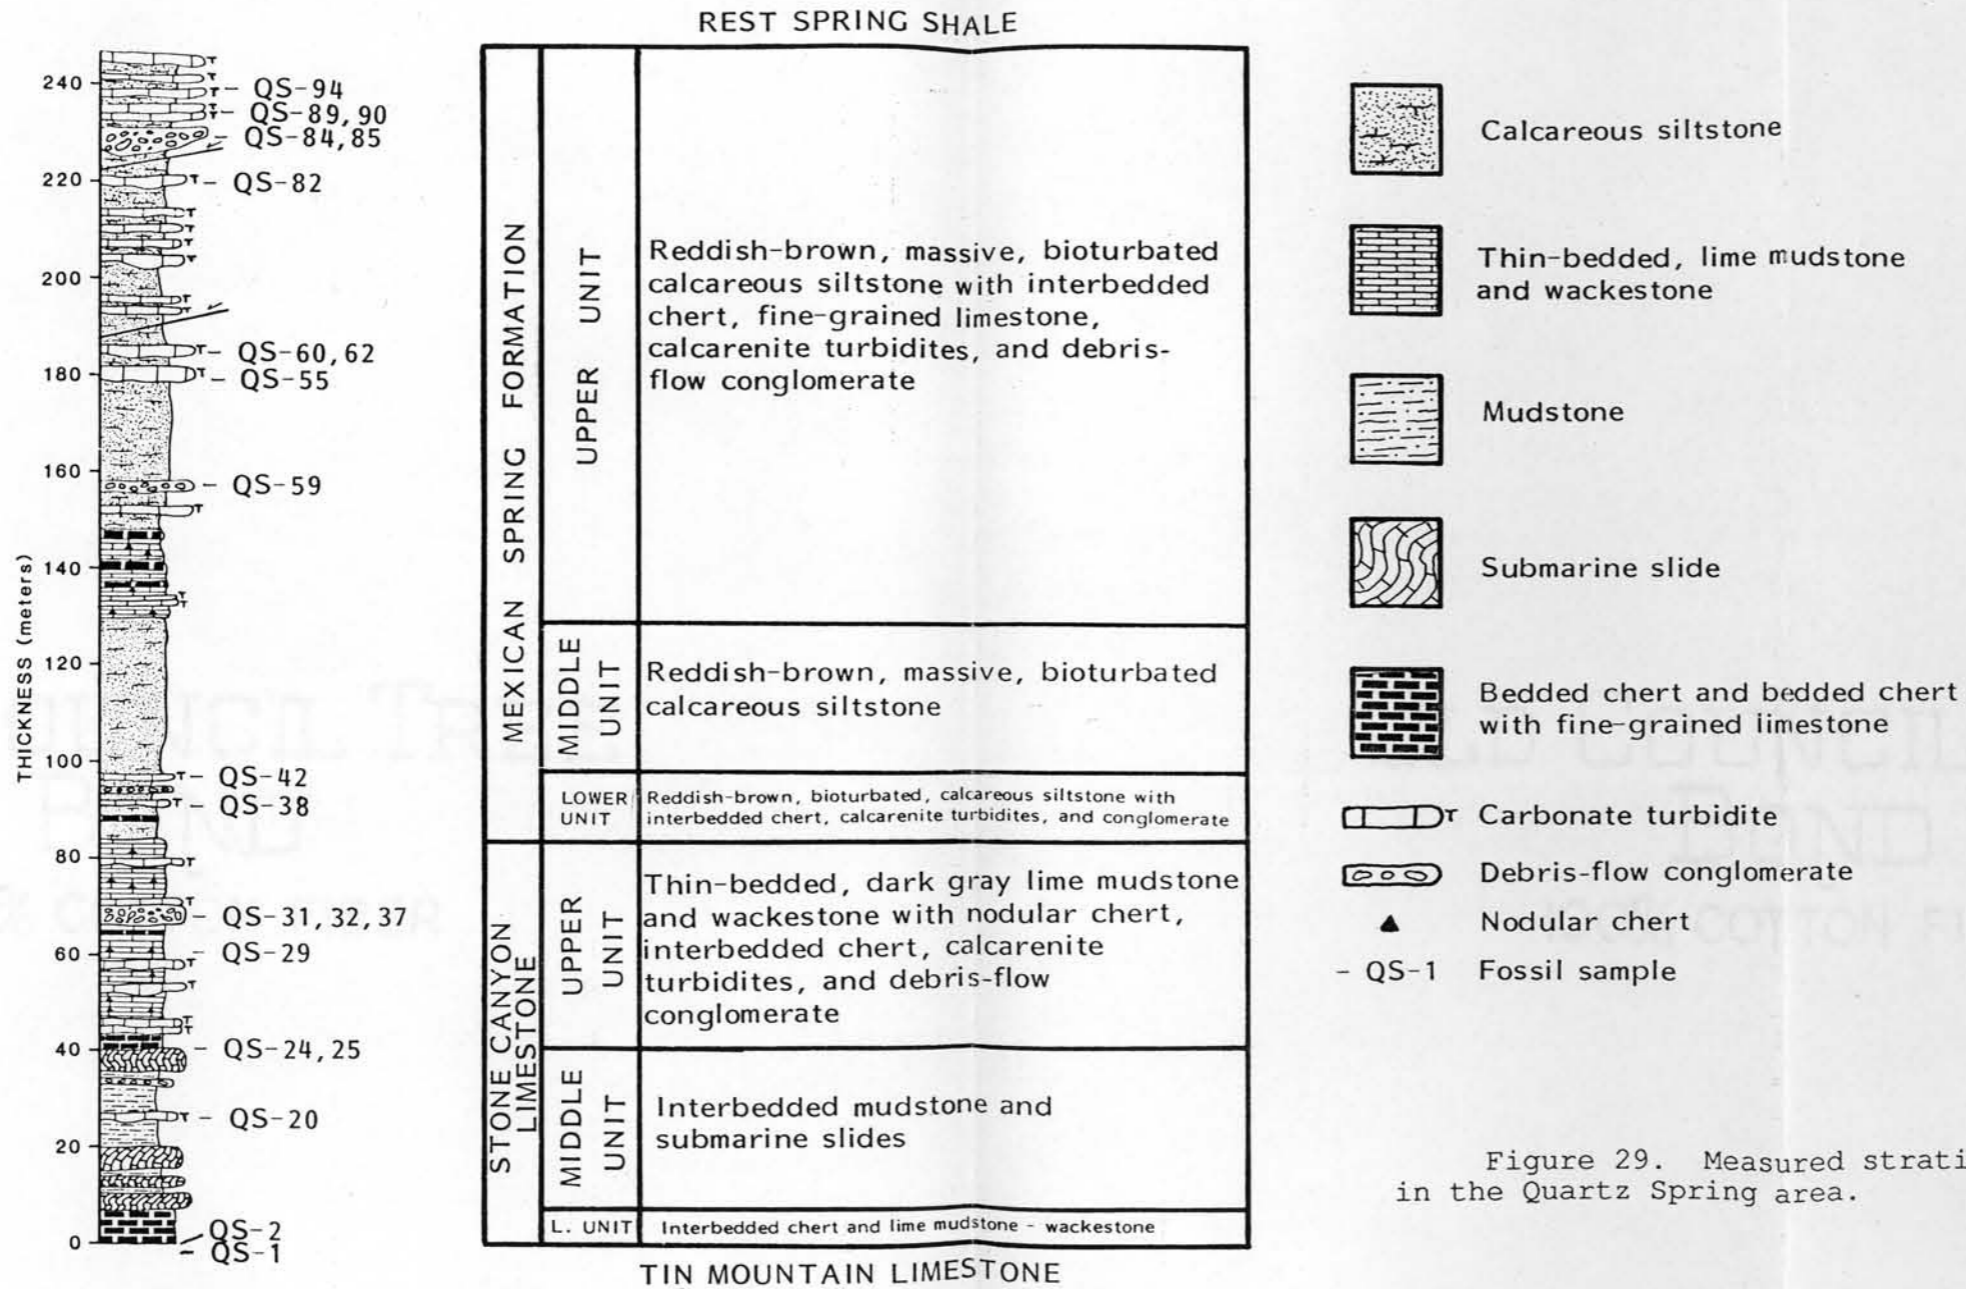 REST SPRING SHALE
240
220
200
180
160
140
120
100
80
60
40
20
0
THICKNESS (meters)
QS-94
QS-89,90
QS-84,85
QS-82
QS-60,62
QS-55
QS-59
QS-42
QS-38
QS-31,32,37
QS-29
QS-24,25
QS-20
QS-2
QS-1
MEXICAN SPRING FORMATION
UPPER UNIT
Reddish-brown, massive, bioturbated
calcareous siltstone with interbedded
chert, fine-grained limestone,
calcarenite turbidites, and debris-
flow conglomerate
MIDDLE
UNIT
Reddish-brown, massive, bioturbated
calcareous siltstone
LOWER
UNIT
Reddish-brown, bioturbated, calcareous siltstone with
interbedded chert, calcarenite turbidites, and conglomerate
STONE CANYON
LIMESTONE
UPPER
UNIT
Thin-bedded, dark gray lime mudstone
and wackestone with nodular chert,
interbedded chert, calcarenite
turbidites, and debris-flow
conglomerate
MIDDLE
UNIT
Interbedded mudstone and
submarine slides
L. UNIT
Interbedded chert and lime mudstone - wackestone
TIN MOUNTAIN LIMESTONE
Calcareous siltstone
Thin-bedded, lime mudstone
and wackestone
Mudstone
Submarine slide
Bedded chert and bedded chert
with fine-grained limestone
T Carbonate turbidite
Debris-flow conglomerate
Nodular chert
- QS-1 Fossil sample
Figure 29. Measured strati
in the Quartz Spring area.